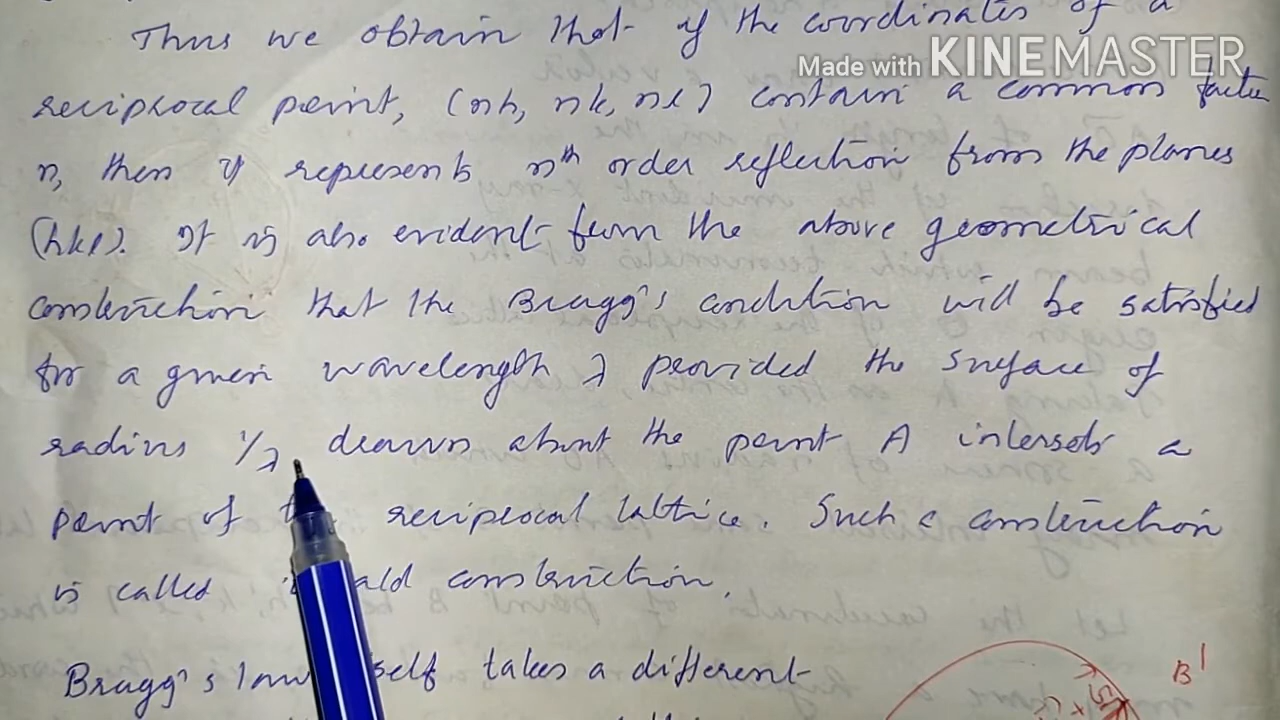 Thus we obtain that if the coordinates of a
Made with KINEMASTER
reciprocal point, (nh, nk, nl) contain a common factor
n, then it represents nth order reflection from the planes
(hkl). It is also evident from the above geometrical
construction that the Bragg's condition will be satisfied
for a given wavelength λ provided the surface of
radius 1/λ drawn about the point A intersects a
point of reciprocal lattice. Such a construction
is called ald construction.
Bragg's law self takes a different
B'